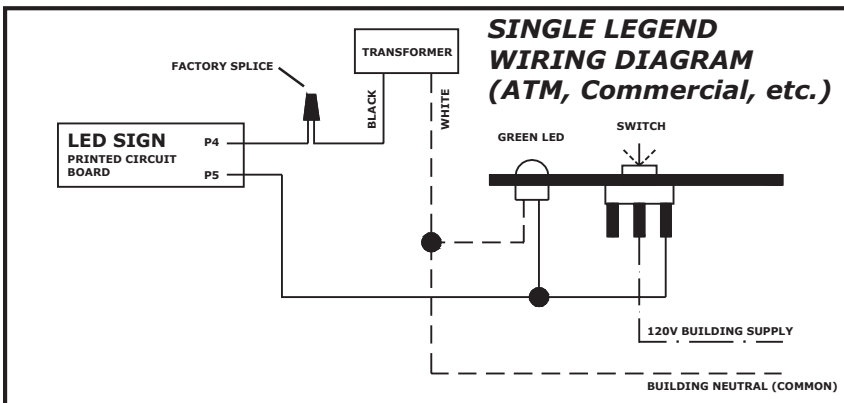 SINGLE LEGEND
WIRING DIAGRAM
(ATM, Commercial, etc.)
TRANSFORMER
FACTORY SPLICE
BLACK
WHITE
LED SIGN
PRINTED CIRCUIT
BOARD
P4
P5
GREEN LED
SWITCH
120V BUILDING SUPPLY
BUILDING NEUTRAL (COMMON)